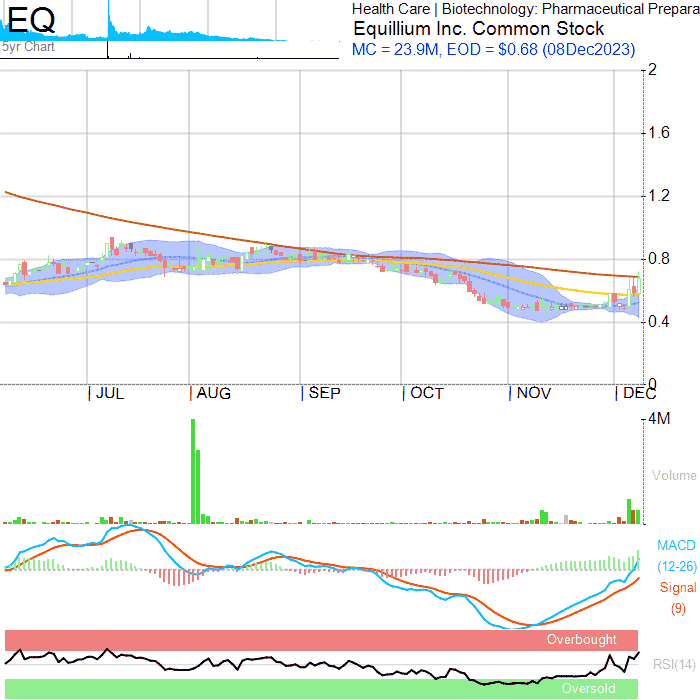 EQ
5yr Chart
Health Care | Biotechnology: Pharmaceutical Prepara
Equillium Inc. Common Stock
MC = 23.9M, EOD = $0.68 (08Dec2023)
2
1.6
1.2
0.8
0.4
0
JUL AUG SEP OCT NOV DEC
4M
Volume
MACD
(12-26)
Signal
(9)
Overbought
RSI(14)
Oversold